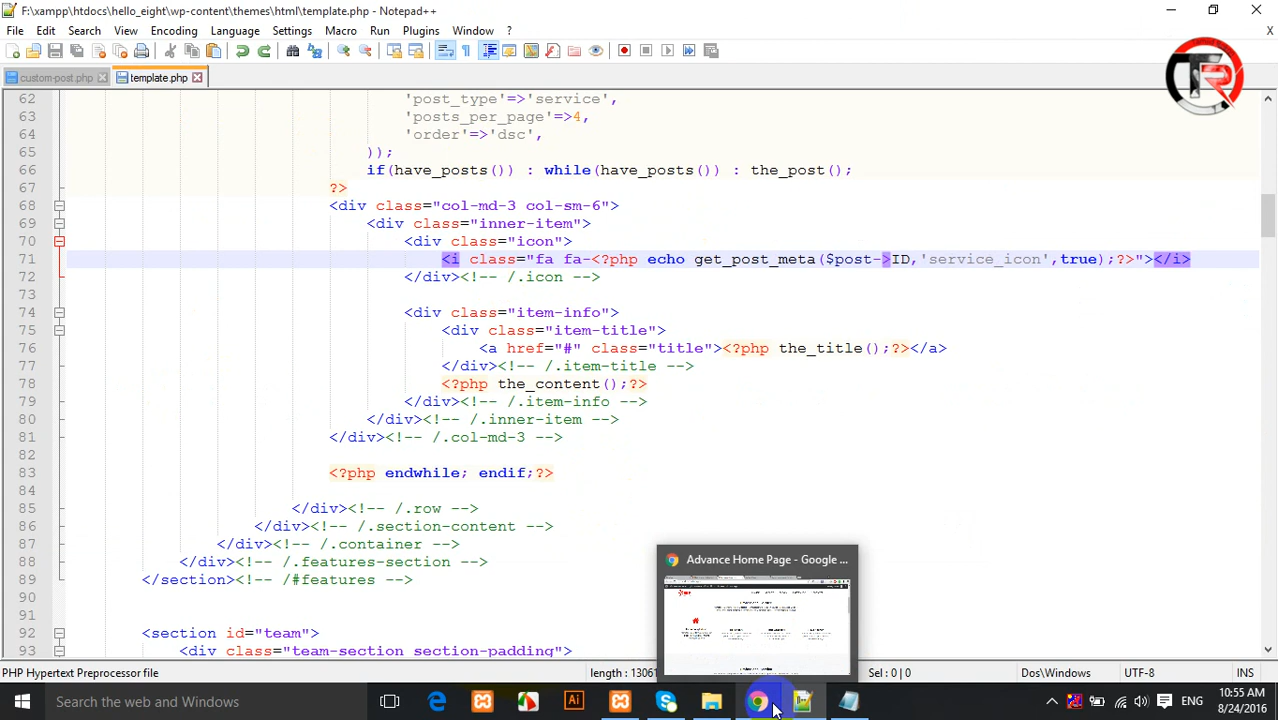 F:\xampp\htdocs\hello_eight\wp-content\themes\html\template.php - Notepad++
File Edit Search View Encoding Language Settings Macro Run Plugins Window ? X
custom-post.php template.php
62 'post_type'=>'service',
63 'posts_per_page'=>4,
64 'order'=>'dsc',
65 ));
66 if(have_posts()) : while(have_posts()) : the_post();
67 ?>
68 <div class="col-md-3 col-sm-6">
69 <div class="inner-item">
70 <div class="icon">
71 <i class="fa fa-<?php echo get_post_meta($post->ID,'service_icon',true);?>"></i>
72 </div><!-- /.icon -->
73
74 <div class="item-info">
75 <div class="item-title">
76 <a href="#" class="title"><?php the_title();?></a>
77 </div><!-- /.item-title -->
78 <?php the_content();?>
79 </div><!-- /.item-info -->
80 </div><!-- /.inner-item -->
81 </div><!-- /.col-md-3 -->
82
83 <?php endwhile; endif;?>
84
85 </div><!-- /.row -->
86 </div><!-- /.section-content -->
87 </div><!-- /.container -->
88 </div><!-- /.features-section -->
89 </section><!-- /#features -->
90
91
92 <section id="team">
93 <div class="team-section section-padding">
Advance Home Page - Google ...
PHP Hypertext Preprocessor file length : 13061 Sel : 0 | 0 Dos\Windows UTF-8 INS
Search the web and Windows ENG 10:55 AM
8/24/2016